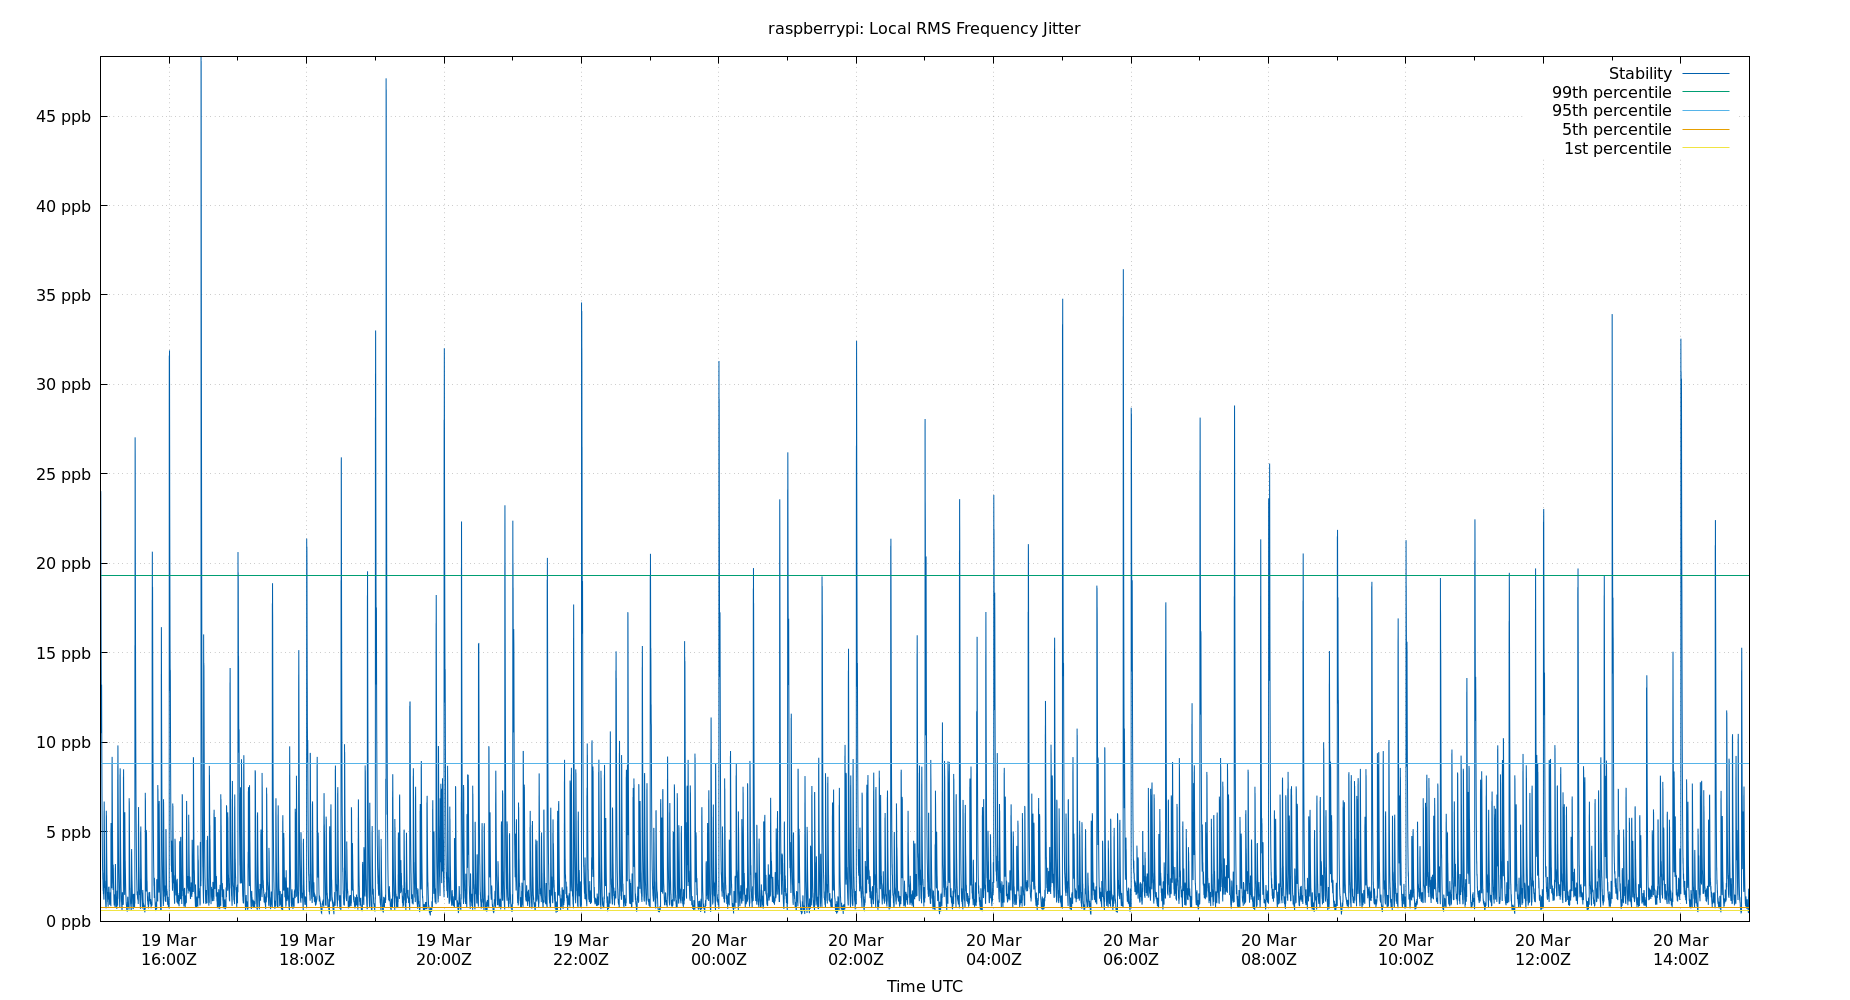 raspberrypi: Local RMS Frequency Jitter
Stability
99th percentile
95th percentile
5th percentile
1st percentile
45 ppb
40 ppb
35 ppb
30 ppb
25 ppb
20 ppb
15 ppb
10 ppb
5 ppb
0 ppb
19 Mar 19 Mar 19 Mar 19 Mar 20 Mar 20 Mar 20 Mar 20 Mar 20 Mar 20 Mar 20 Mar 20 Mar
16:00Z 18:00Z 20:00Z 22:00Z 00:00Z 02:00Z 04:00Z 06:00Z 08:00Z 10:00Z 12:00Z 14:00Z
Time UTC